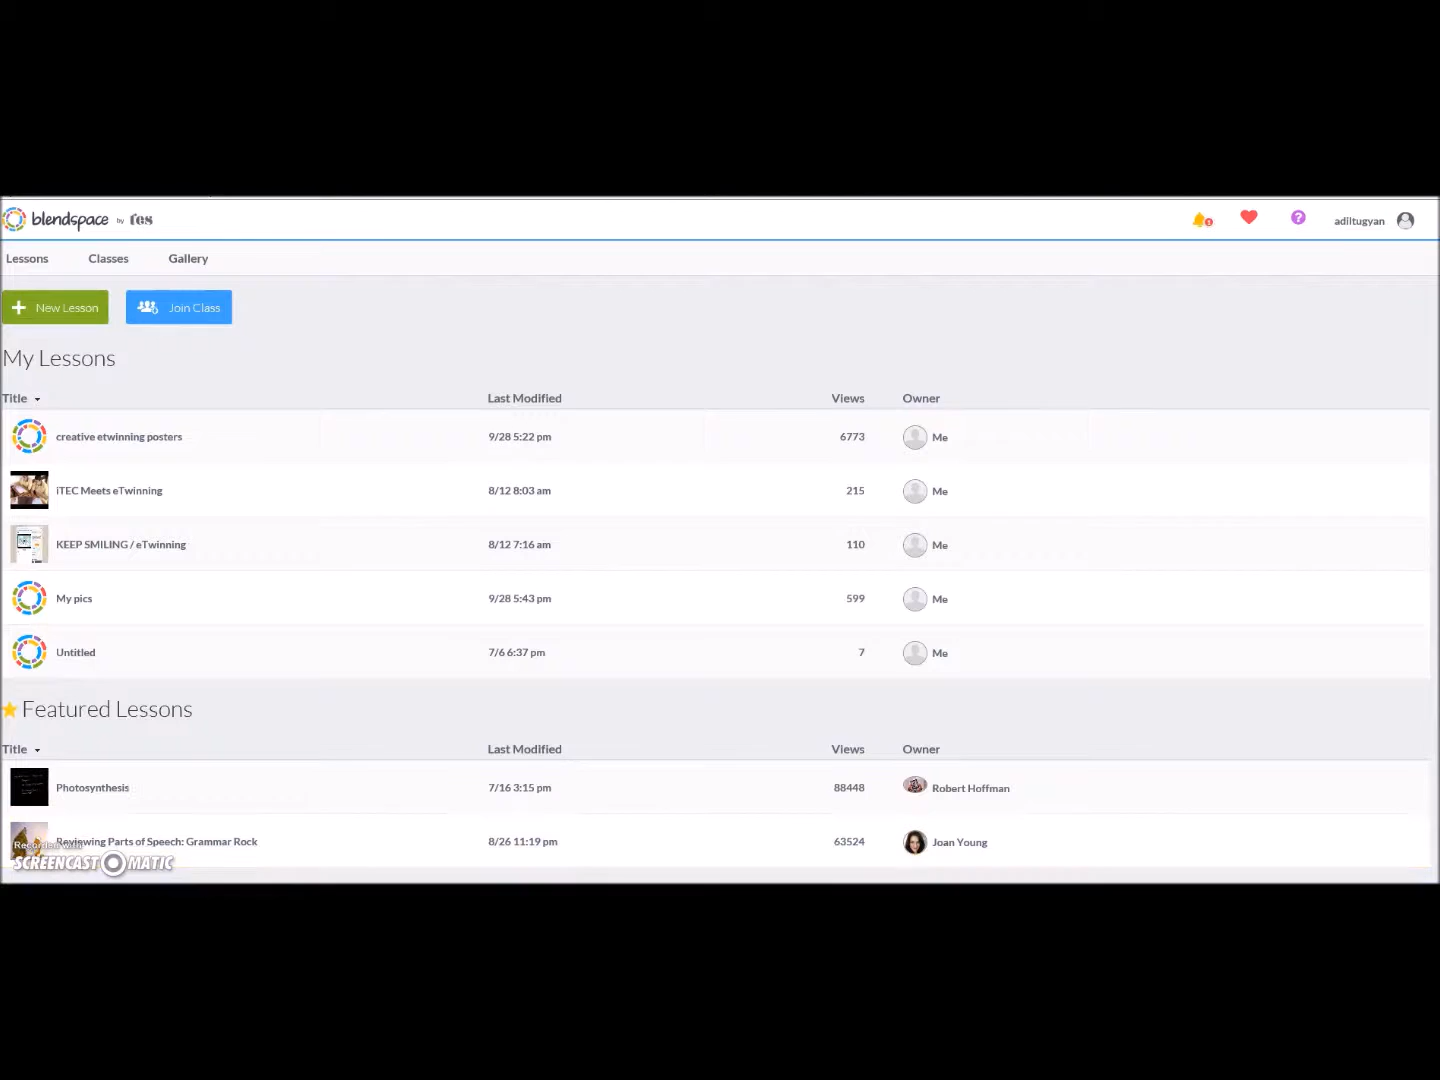 blendspace by tes
adiltugyan
Lessons Classes Gallery
New Lesson Join Class
My Lessons
Title Last Modified Views Owner
creative etwinning posters 9/28 5:22 pm 6773 Me
iTEC Meets eTwinning 8/12 8:03 am 215 Me
KEEP SMILING / eTwinning 8/12 7:16 am 110 Me
My pics 9/28 5:43 pm 599 Me
Untitled 7/6 6:37 pm 7 Me
Featured Lessons
Title Last Modified Views Owner
Photosynthesis 7/16 3:15 pm 88448 Robert Hoffman
Reviewing Parts of Speech: Grammar Rock 8/26 11:19 pm 63524 Joan Young
Recorded with
SCREENCAST O MATIC